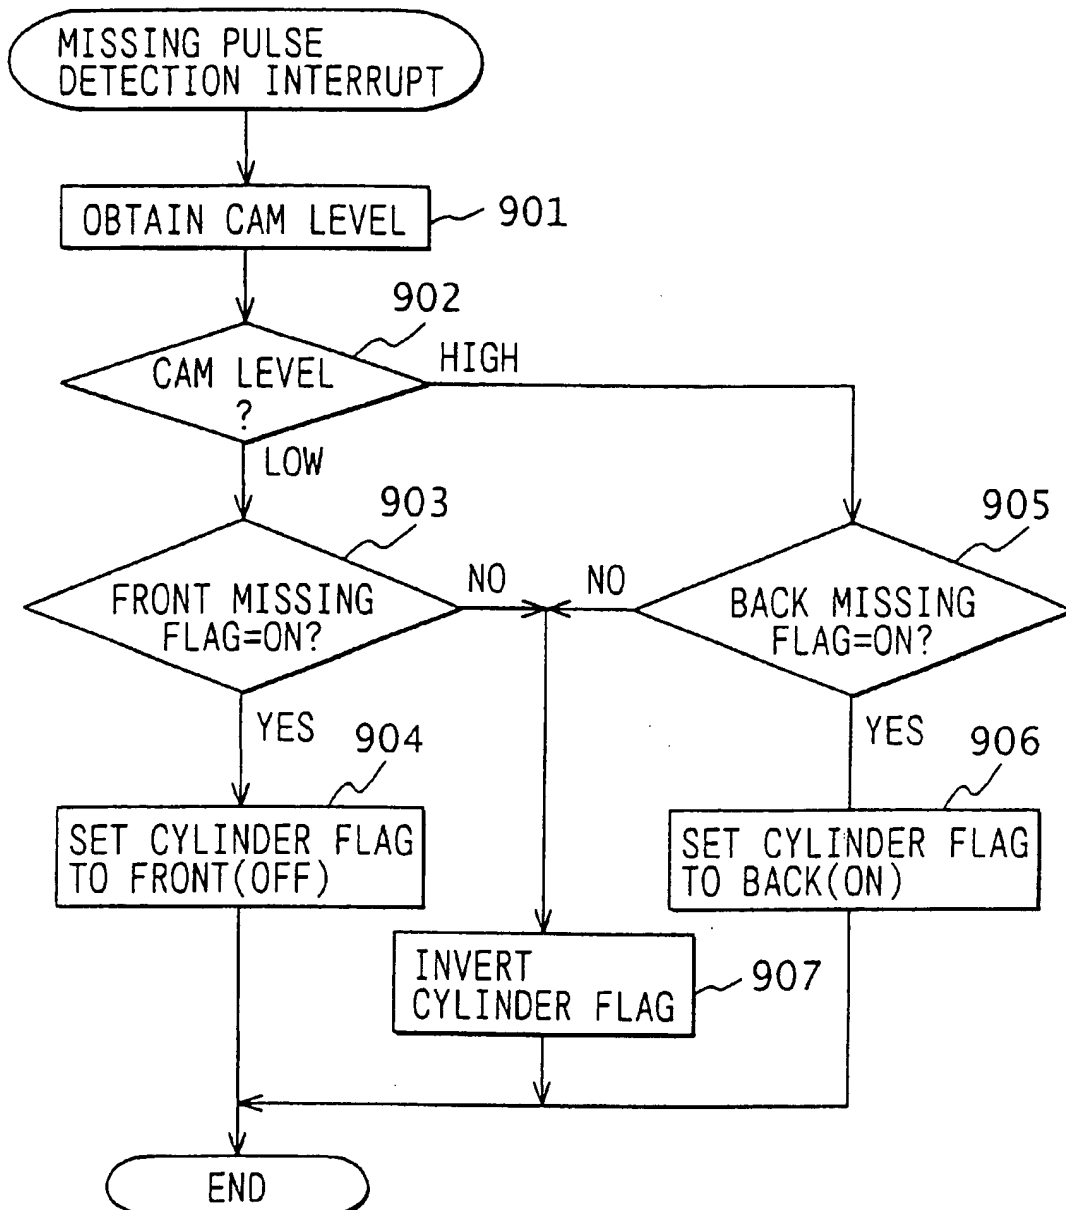 MISSING PULSE
DETECTION INTERRUPT
OBTAIN CAM LEVEL
901
902
CAM LEVEL
?
HIGH
LOW
903
FRONT MISSING
FLAG=ON?
NO
NO
905
BACK MISSING
FLAG=ON?
YES
904
SET CYLINDER FLAG
TO FRONT(OFF)
YES
906
SET CYLINDER FLAG
TO BACK(ON)
INVERT
CYLINDER FLAG
907
END